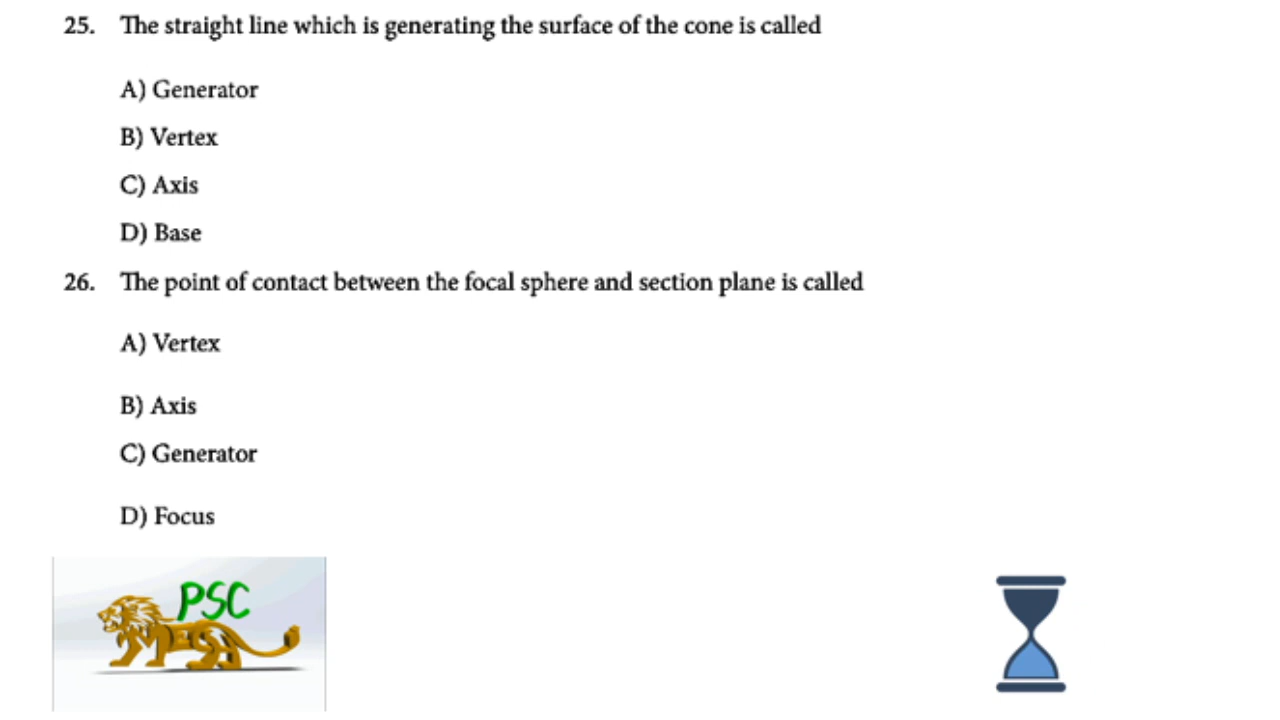 25. The straight line which is generating the surface of the cone is called
A) Generator
B) Vertex
C) Axis
D) Base
26. The point of contact between the focal sphere and section plane is called
A) Vertex
B) Axis
C) Generator
D) Focus
PSC